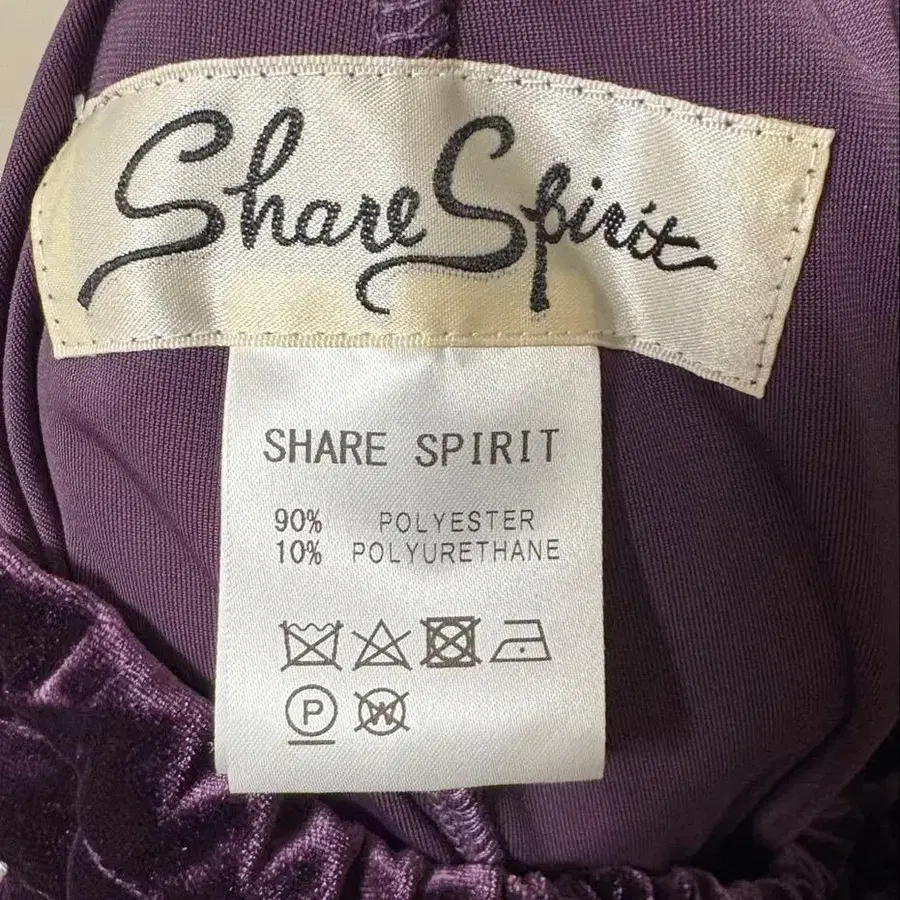 Share Spirit
SHARE SPIRIT
90% POLYESTER
10% POLYURETHANE
P W